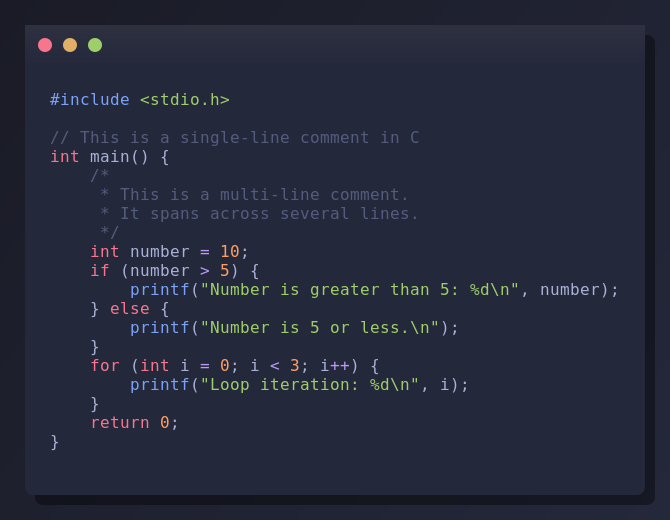 #include <stdio.h>

// This is a single-line comment in C
int main() {
    /*
     * This is a multi-line comment.
     * It spans across several lines.
     */
    int number = 10;
    if (number > 5) {
        printf("Number is greater than 5: %d\n", number);
    } else {
        printf("Number is 5 or less.\n");
    }
    for (int i = 0; i < 3; i++) {
        printf("Loop iteration: %d\n", i);
    }
    return 0;
}